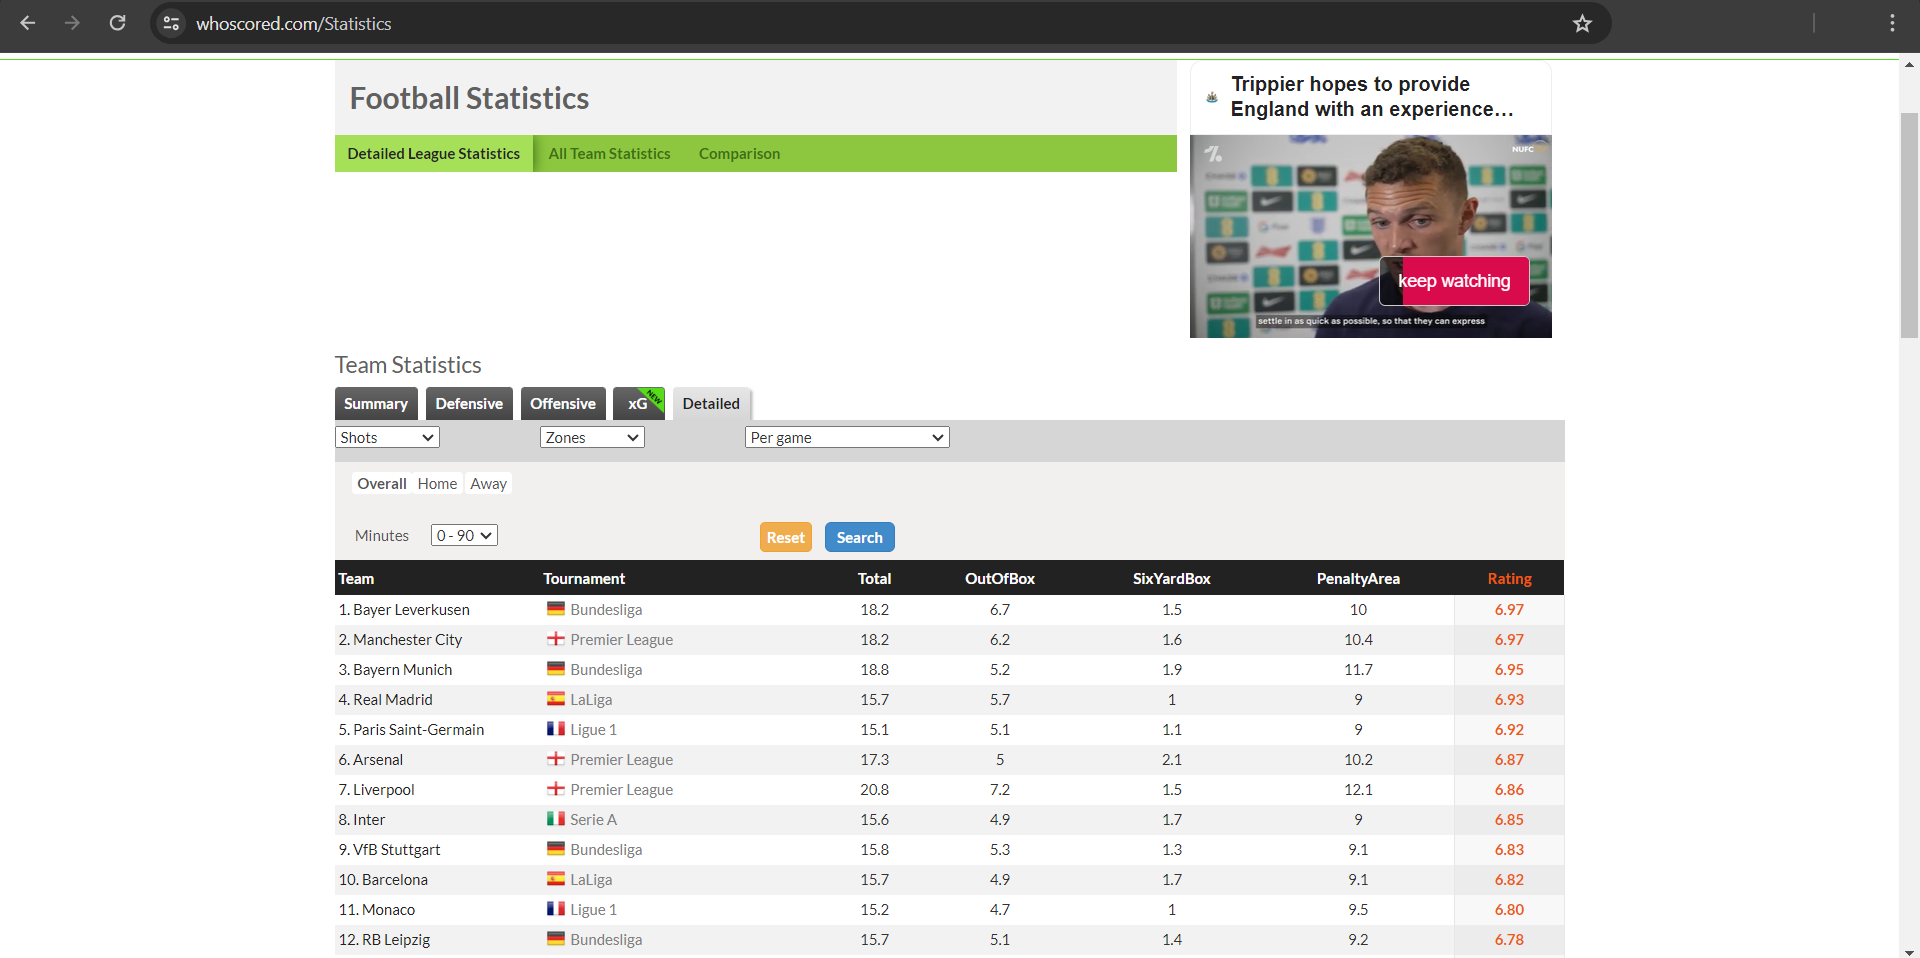 whoscored.com/Statistics
Football Statistics
Detailed League Statistics All Team Statistics Comparison
Trippier hopes to provide
England with an experience…
NUFC
keep watching
settle in as quick as possible, so that they can express
Team Statistics
Summary Defensive Offensive xG NEW Detailed
Shots Zones Per game
Overall Home Away
Minutes 0 - 90 Reset Search
Team Tournament Total OutOfBox SixYardBox PenaltyArea Rating
1. Bayer Leverkusen Bundesliga 18.2 6.7 1.5 10 6.97
2. Manchester City Premier League 18.2 6.2 1.6 10.4 6.97
3. Bayern Munich Bundesliga 18.8 5.2 1.9 11.7 6.95
4. Real Madrid LaLiga 15.7 5.7 1 9 6.93
5. Paris Saint-Germain Ligue 1 15.1 5.1 1.1 9 6.92
6. Arsenal Premier League 17.3 5 2.1 10.2 6.87
7. Liverpool Premier League 20.8 7.2 1.5 12.1 6.86
8. Inter Serie A 15.6 4.9 1.7 9 6.85
9. VfB Stuttgart Bundesliga 15.8 5.3 1.3 9.1 6.83
10. Barcelona LaLiga 15.7 4.9 1.7 9.1 6.82
11. Monaco Ligue 1 15.2 4.7 1 9.5 6.80
12. RB Leipzig Bundesliga 15.7 5.1 1.4 9.2 6.78